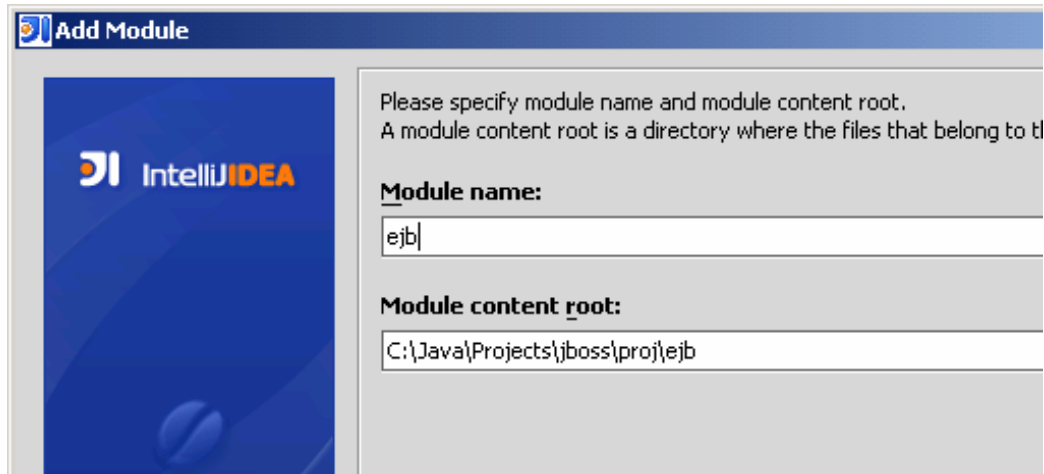 Add Module
Please specify module name and module content root.
A module content root is a directory where the files that belong to
IntelliJIDEA
Module name:
ejb
Module content root:
C:\Java\Projects\jboss\proj\ejb